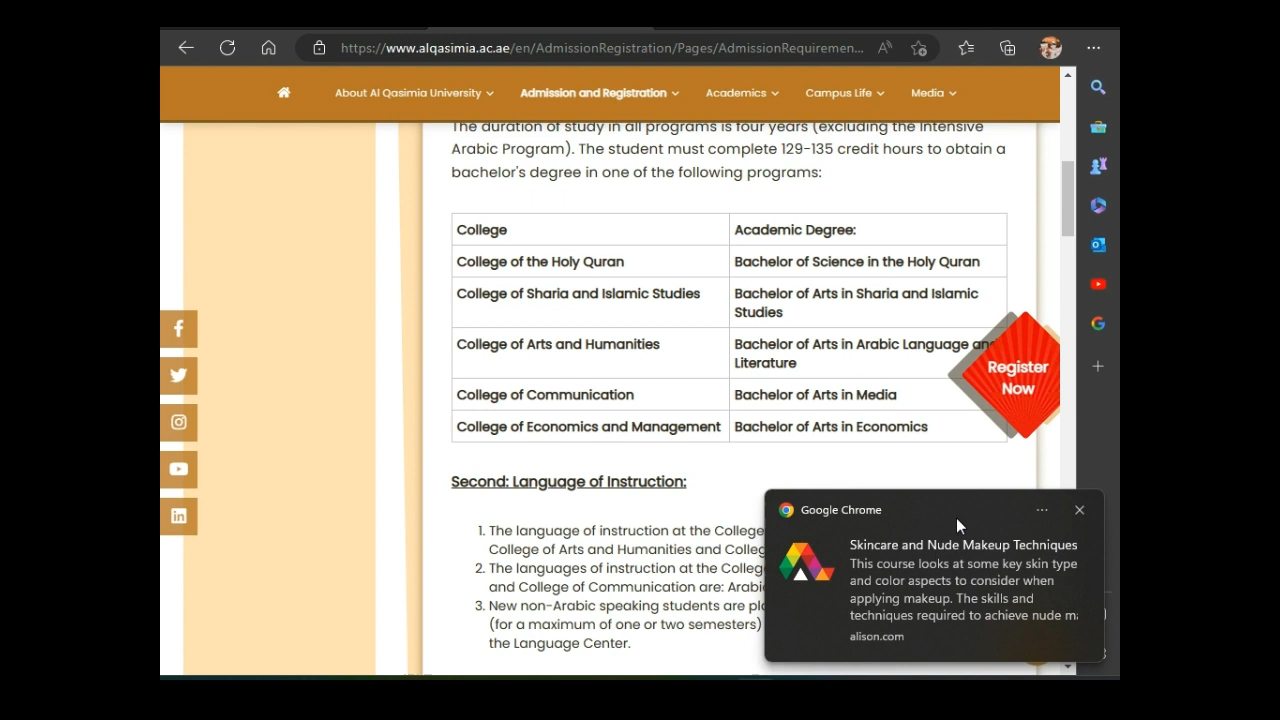 https://www.alqasimia.ac.ae/en/AdmissionRegistration/Pages/AdmissionRequiremen...
About Al Qasimia University
Admission and Registration
Academics
Campus Life
Media
The duration of study in all programs is four years (excluding the Intensive
Arabic Program). The student must complete 129-135 credit hours to obtain a
bachelor's degree in one of the following programs:
College
Academic Degree:
College of the Holy Quran
Bachelor of Science in the Holy Quran
College of Sharia and Islamic Studies
Bachelor of Arts in Sharia and Islamic
Studies
College of Arts and Humanities
Bachelor of Arts in Arabic Language and
Literature
College of Communication
Bachelor of Arts in Media
College of Economics and Management
Bachelor of Arts in Economics
Register
Now
Second: Language of Instruction:
1. The language of instruction at the College
College of Arts and Humanities and
2. The languages of instruction at the
and College of Communication are:
3. New non-Arabic speaking students are
(for a maximum of one or two semesters)
the Language Center.
Google Chrome
Skincare and Nude Makeup Techniques
This course looks at some key skin type
and color aspects to consider when
applying makeup. The skills and
techniques required to achieve nude
alison.com